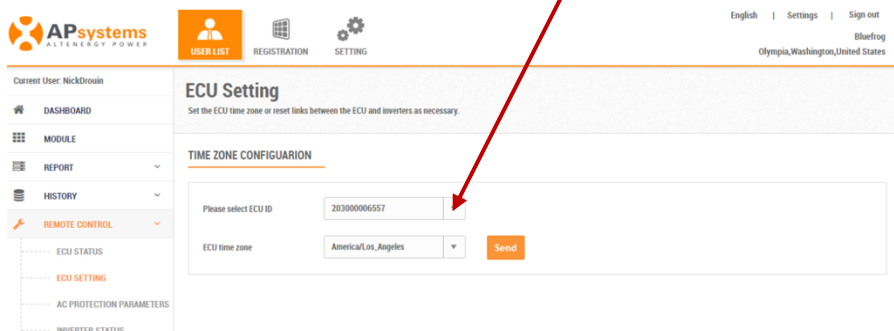 English | Settings | Sign out
APsystems
ALTENERGY POWER
USER LIST
REGISTRATION
SETTING
Bluefrog
Olympia,Washington,United States
Current User: NickDrouin
DASHBOARD
MODULE
REPORT
HISTORY
REMOTE CONTROL
ECU STATUS
ECU SETTING
AC PROTECTION PARAMETERS
INVERTER STATUS
ECU Setting
Set the ECU time zone or reset links between the ECU and inverters as necessary.
TIME ZONE CONFIGUARION
Please select ECU ID
203000006557
ECU time zone
America/Los_Angeles
Send